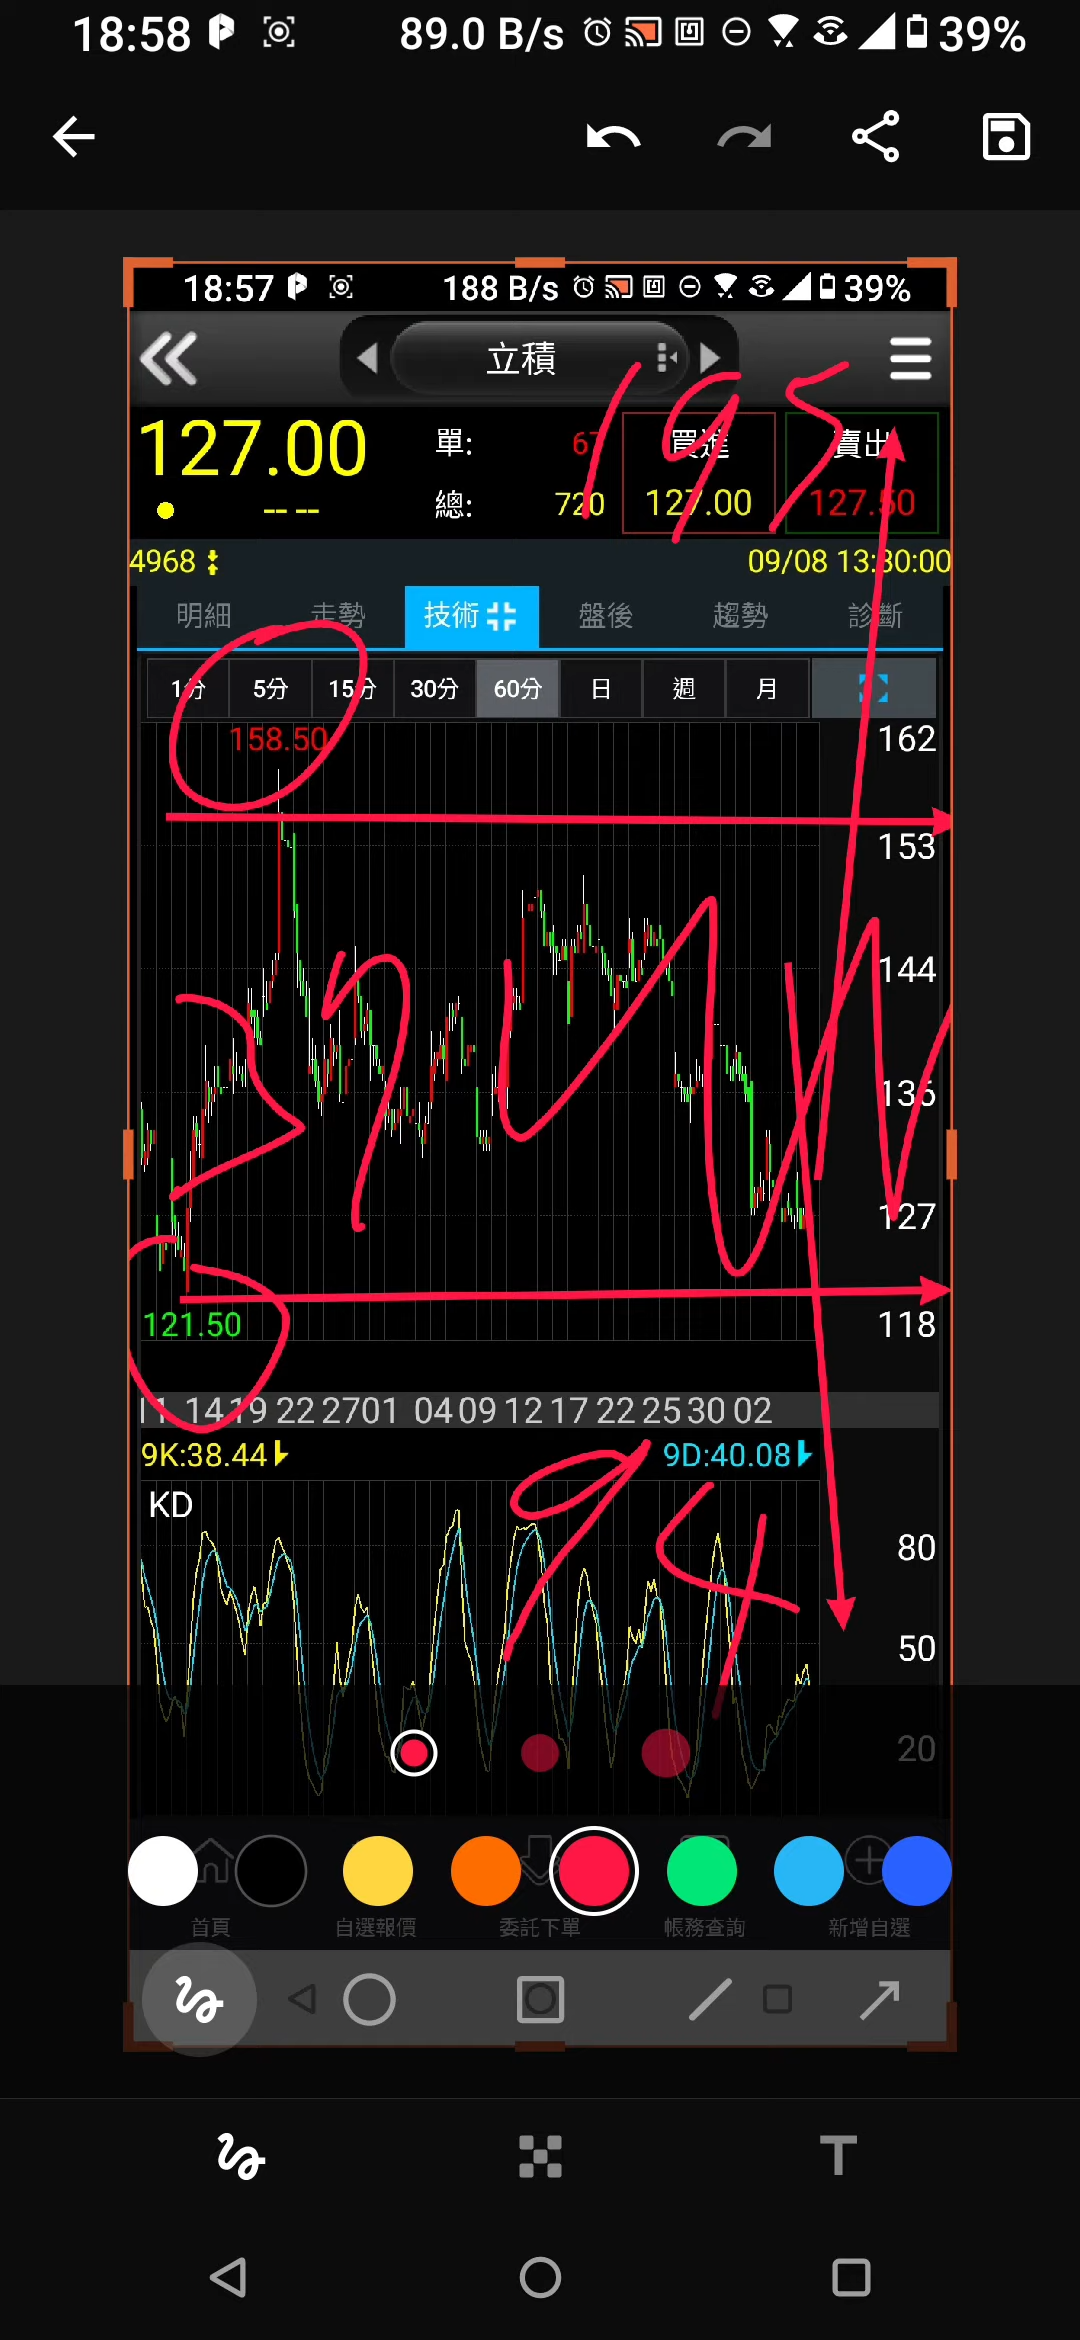 18:58 89.0 B/s 39%
18:57 188 B/s 39%
立積
195
127.00 單: 67 買進 賣出
-- -- 總: 720 127.00 127.50
4968 09/08 13:30:00
明細 走勢 技術 盤後 趨勢 診斷
1分 5分 15分 30分 60分 日 週 月
158.50 162
153
144
37
135
127
121.50 118
11 14 19 22 27 01 04 09 12 17 22 25 30 02
9K:38.44 9D:40.08
94
KD
80
50
20
首頁 自選報價 委託下單 帳務查詢 新增自選
T